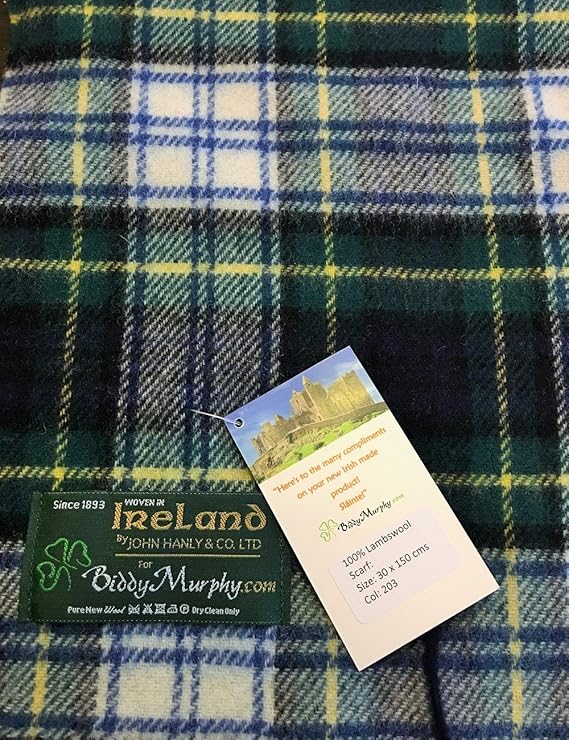 "Here's to the many compliments
on your new Irish made
product!
Sláinte!"
BiddyMurphy.com
100% Lambswool
Scarf:
Size: 30 x 150 cms
Col: 203
Since 1893 WOVEN IN
IreLand
By JOHN HANLY & CO. LTD
For
BiddyMurphy.com
Pure New Wool Dry Clean Only